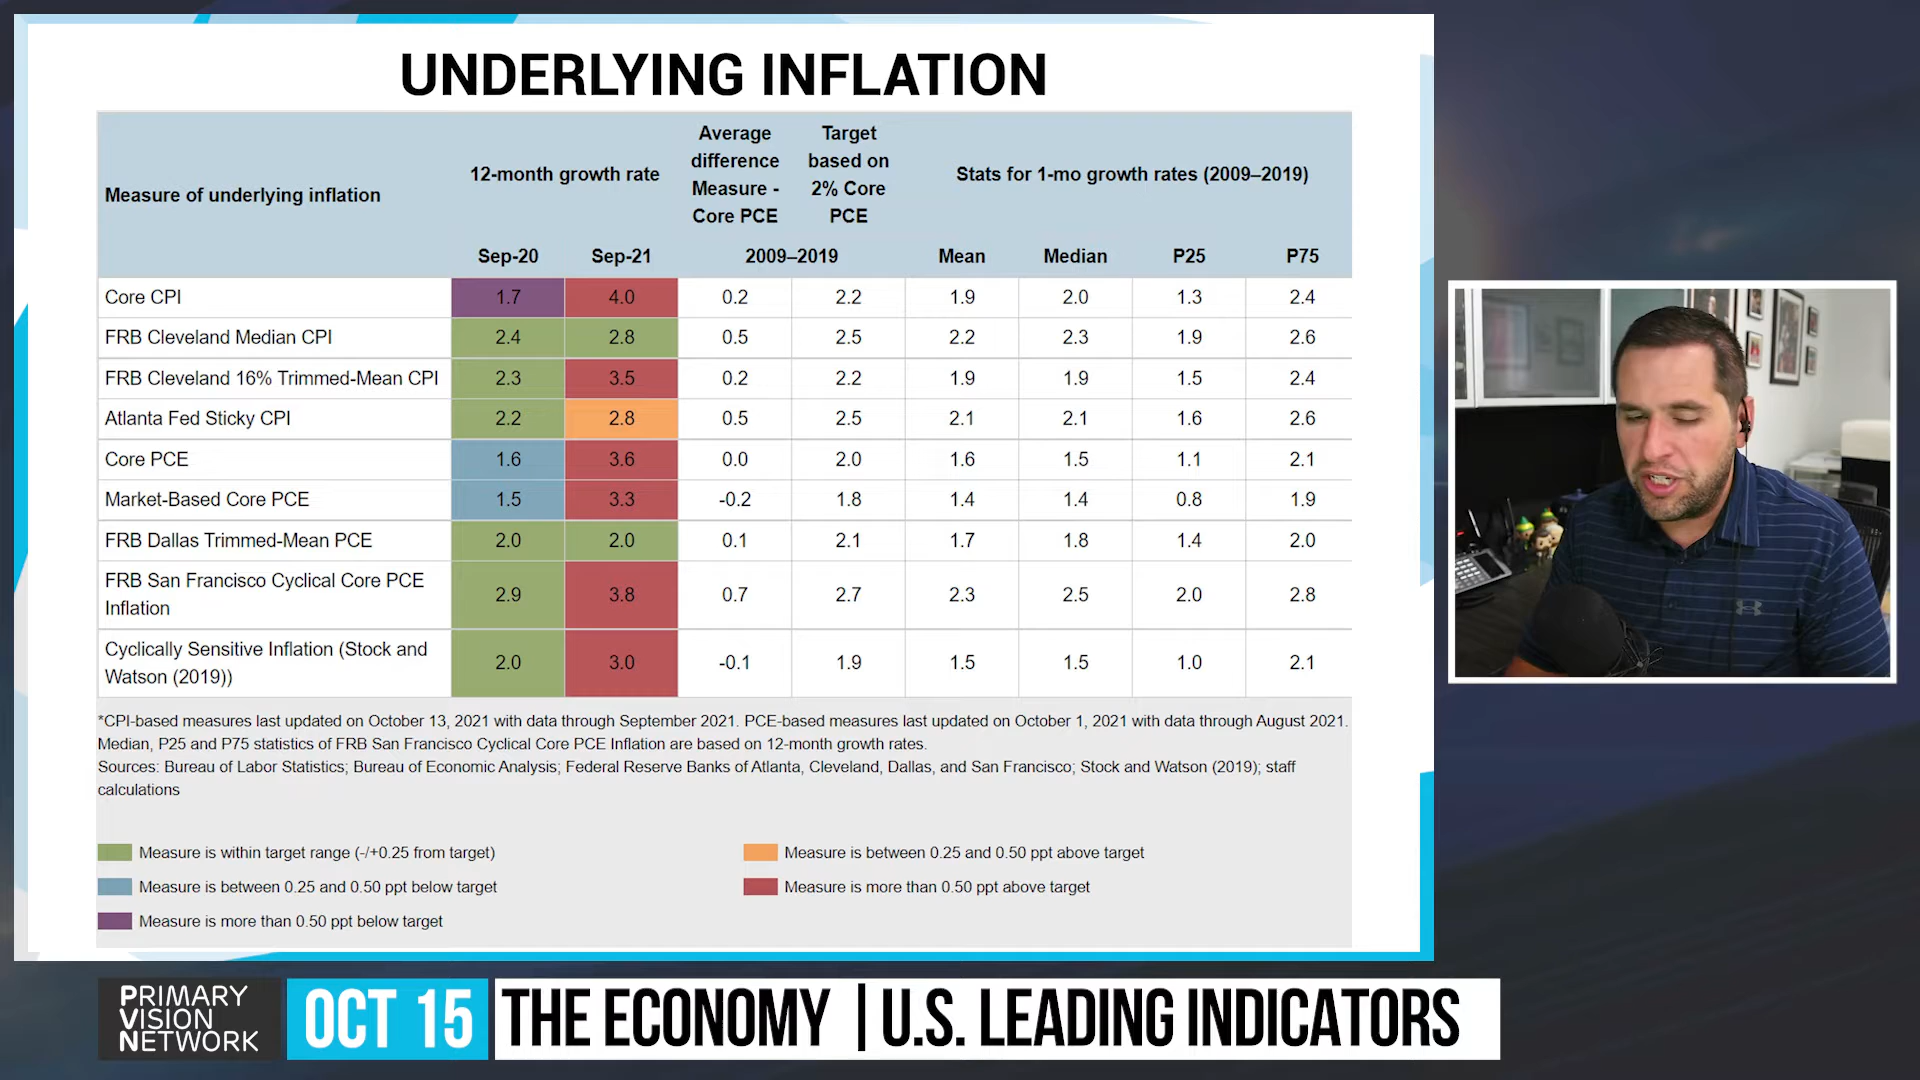 UNDERLYING INFLATION
Measure of underlying inflation
12-month growth rate
Average difference Measure - Core PCE
Target based on 2% Core PCE
Stats for 1-mo growth rates (2009–2019)
Sep-20 Sep-21 2009–2019 Mean Median P25 P75
Core CPI 1.7 4.0 0.2 2.2 1.9 2.0 1.3 2.4
FRB Cleveland Median CPI 2.4 2.8 0.5 2.5 2.2 2.3 1.9 2.6
FRB Cleveland 16% Trimmed-Mean CPI 2.3 3.5 0.2 2.2 1.9 1.9 1.5 2.4
Atlanta Fed Sticky CPI 2.2 2.8 0.5 2.5 2.1 2.1 1.6 2.6
Core PCE 1.6 3.6 0.0 2.0 1.6 1.5 1.1 2.1
Market-Based Core PCE 1.5 3.3 -0.2 1.8 1.4 1.4 0.8 1.9
FRB Dallas Trimmed-Mean PCE 2.0 2.0 0.1 2.1 1.7 1.8 1.4 2.0
FRB San Francisco Cyclical Core PCE
Inflation 2.9 3.8 0.7 2.7 2.3 2.5 2.0 2.8
Cyclically Sensitive Inflation (Stock and
Watson (2019)) 2.0 3.0 -0.1 1.9 1.5 1.5 1.0 2.1
*CPI-based measures last updated on October 13, 2021 with data through September 2021. PCE-based measures last updated on October 1, 2021 with data through August 2021.
Median, P25 and P75 statistics of FRB San Francisco Cyclical Core PCE Inflation are based on 12-month growth rates.
Sources: Bureau of Labor Statistics; Bureau of Economic Analysis; Federal Reserve Banks of Atlanta, Cleveland, Dallas, and San Francisco; Stock and Watson (2019); staff
calculations
Measure is within target range (-/+0.25 from target)
Measure is between 0.25 and 0.50 ppt above target
Measure is between 0.25 and 0.50 ppt below target
Measure is more than 0.50 ppt above target
Measure is more than 0.50 ppt below target
PRIMARY
VISION
NETWORK
OCT 15
THE ECONOMY | U.S. LEADING INDICATORS